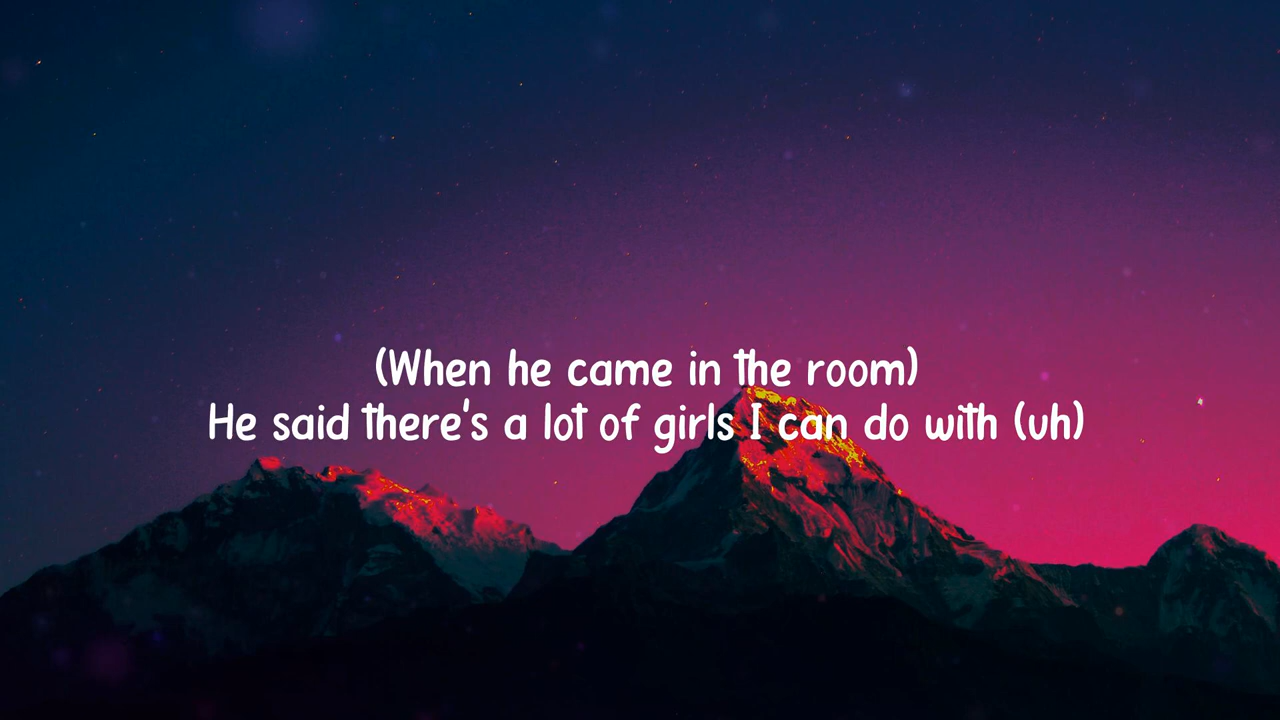 (When he came in the room)
He said there's a lot of girls I can do with (uh)